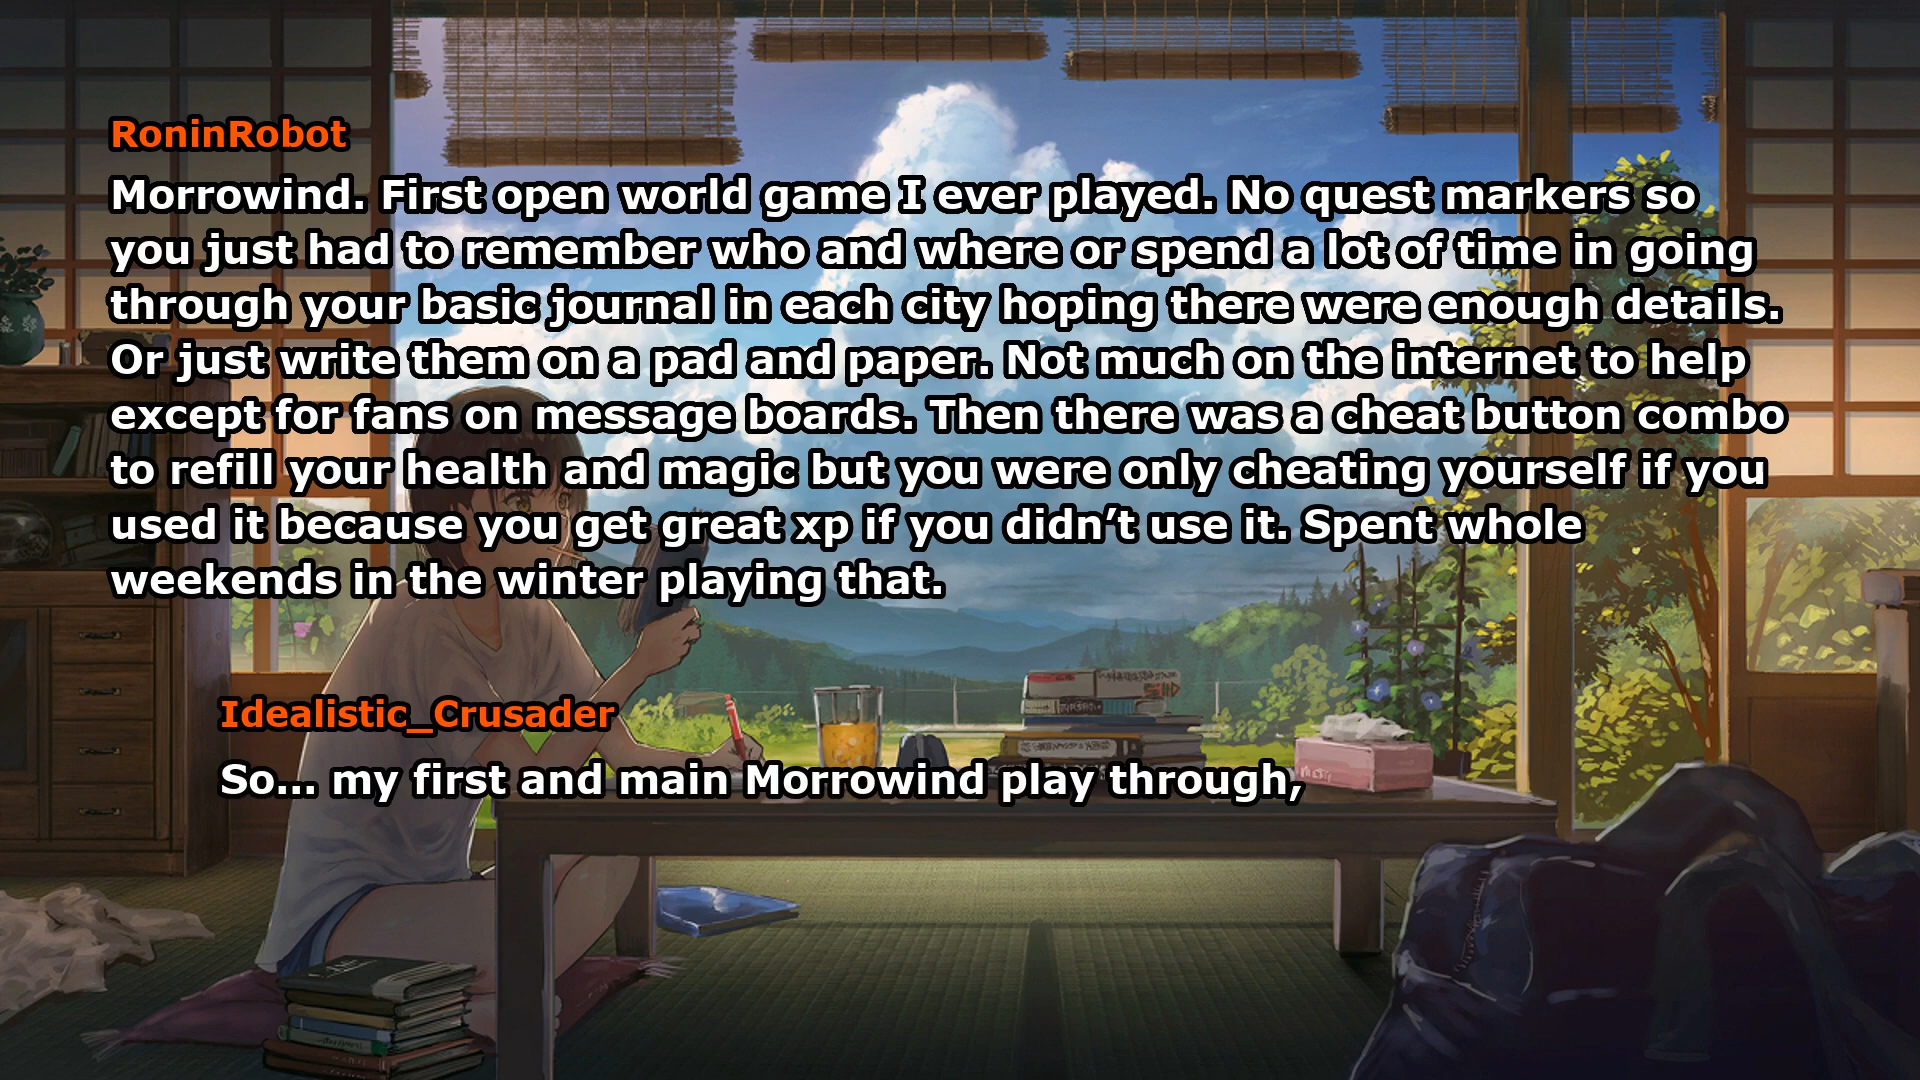 RoninRobot
Morrowind. First open world game I ever played. No quest markers so
you just had to remember who and where or spend a lot of time in going
through your basic journal in each city hoping there were enough details.
Or just write them on a pad and paper. Not much on the internet to help
except for fans on message boards. Then there was a cheat button combo
to refill your health and magic but you were only cheating yourself if you
used it because you get great xp if you didn’t use it. Spent whole
weekends in the winter playing that.
Idealistic_Crusader
So... my first and main Morrowind play through,